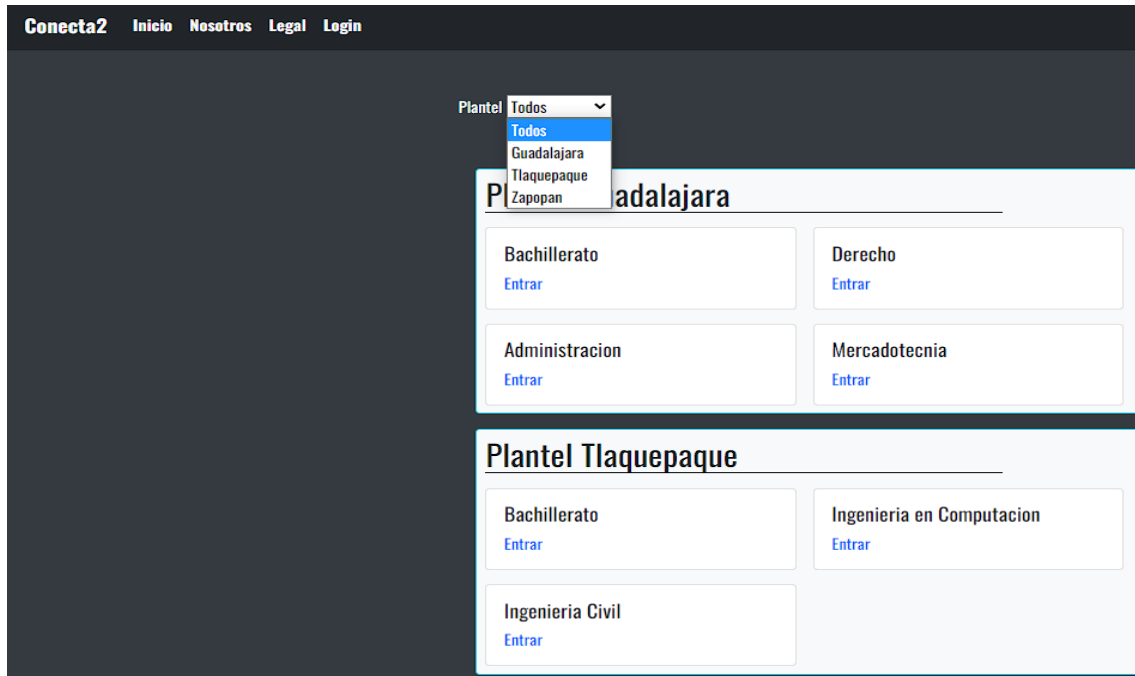 Conecta2 Inicio Nosotros Legal Login
Plantel Todos
Todos
Guadalajara
Tlaquepaque
Zapopan
Bachillerato Derecho
Entrar Entrar
Administracion Mercadotecnia
Entrar Entrar
Plantel Tlaquepaque
Bachillerato Ingenieria en Computacion
Entrar Entrar
Ingenieria Civil
Entrar